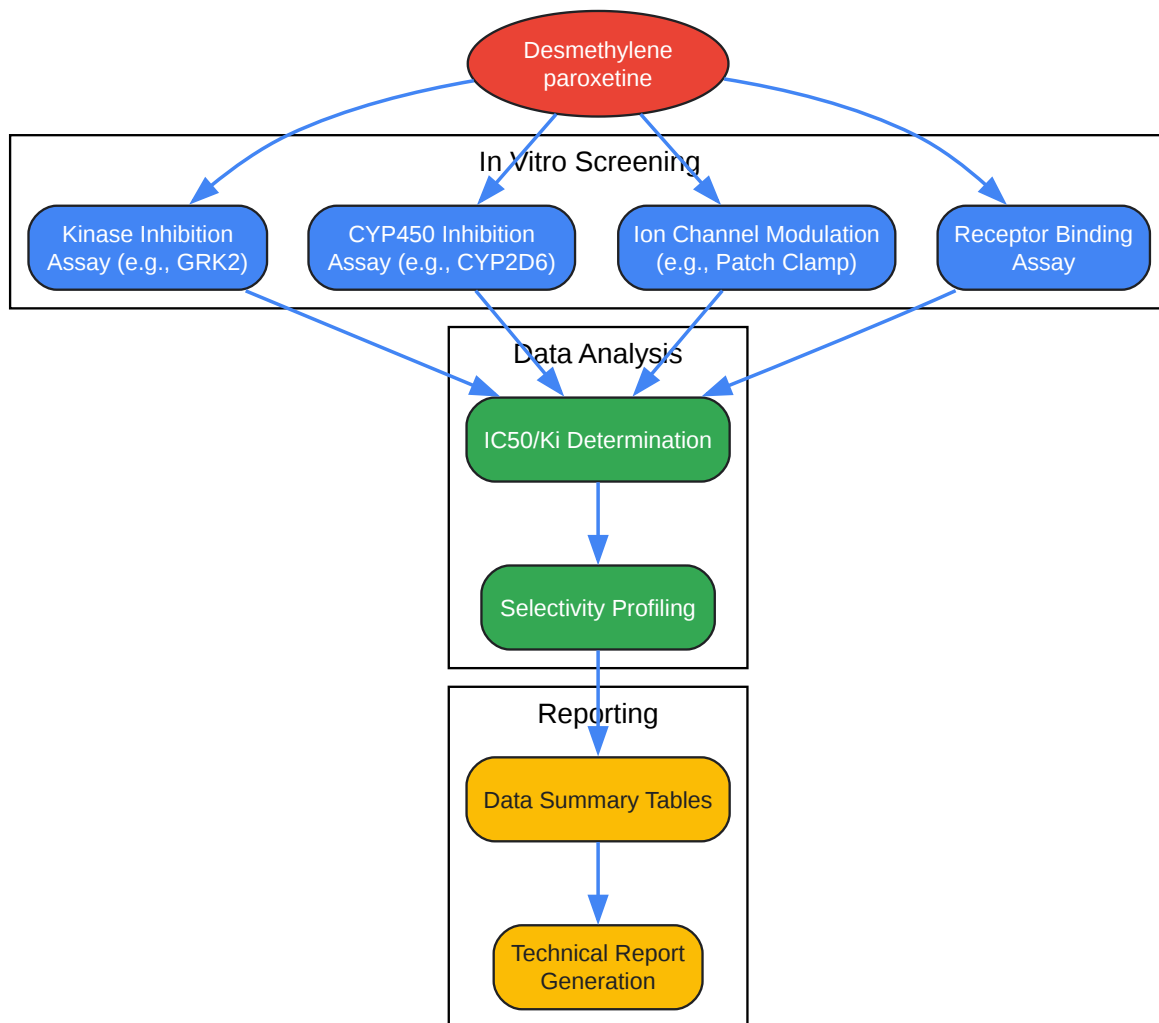 Desmethylene
paroxetine
In Vitro Screening
Kinase Inhibition
Assay (e.g., GRK2)
CYP450 Inhibition
Assay (e.g., CYP2D6)
Ion Channel Modulation
(e.g., Patch Clamp)
Receptor Binding
Assay
Data Analysis
IC50/Ki Determination
Selectivity Profiling
Reporting
Data Summary Tables
Technical Report
Generation